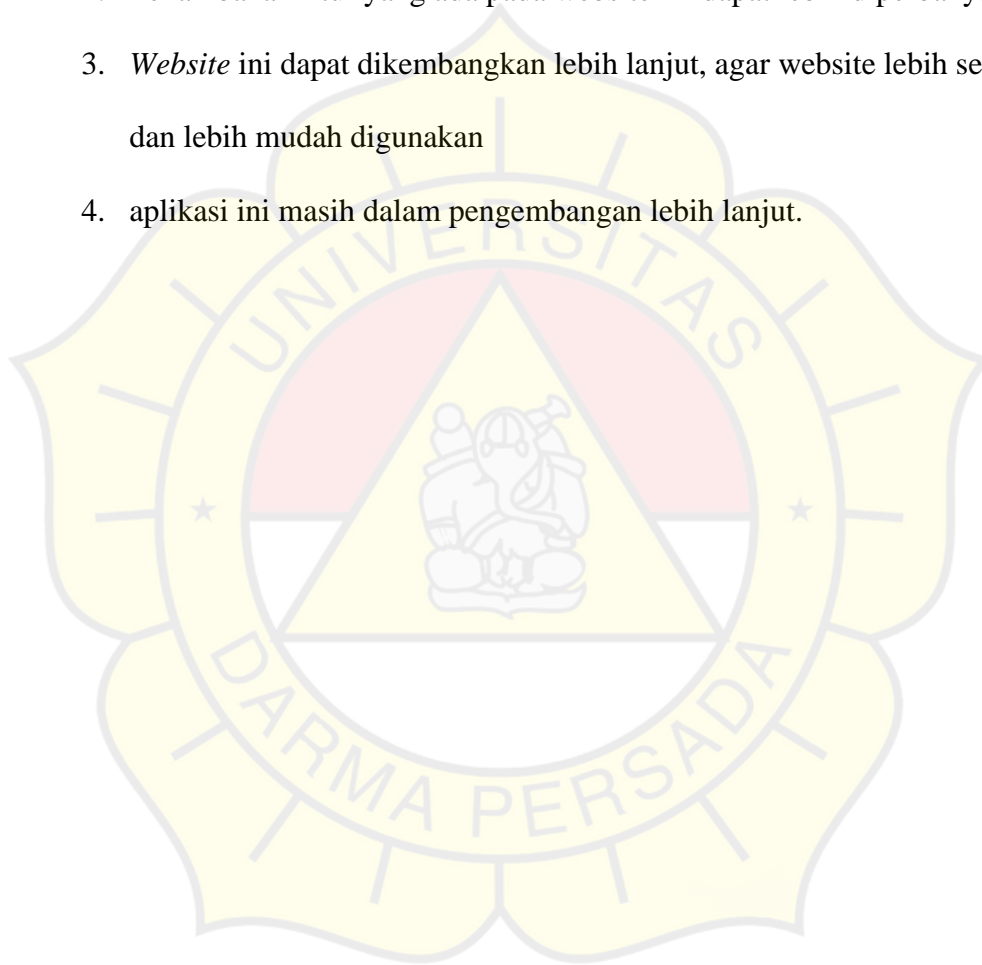 3. Website ini dapat dikembangkan lebih lanjut, agar website lebih
dan lebih mudah digunakan
4. aplikasi ini masih dalam pengembangan lebih lanjut.
UNIVERSITAS
DARMA PERSADA